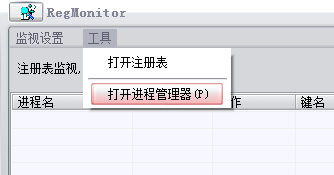 RegMonitor
监视设置 工具
打开注册表
注册表监视,
打开进程管理器(P)
进程名 作 键名